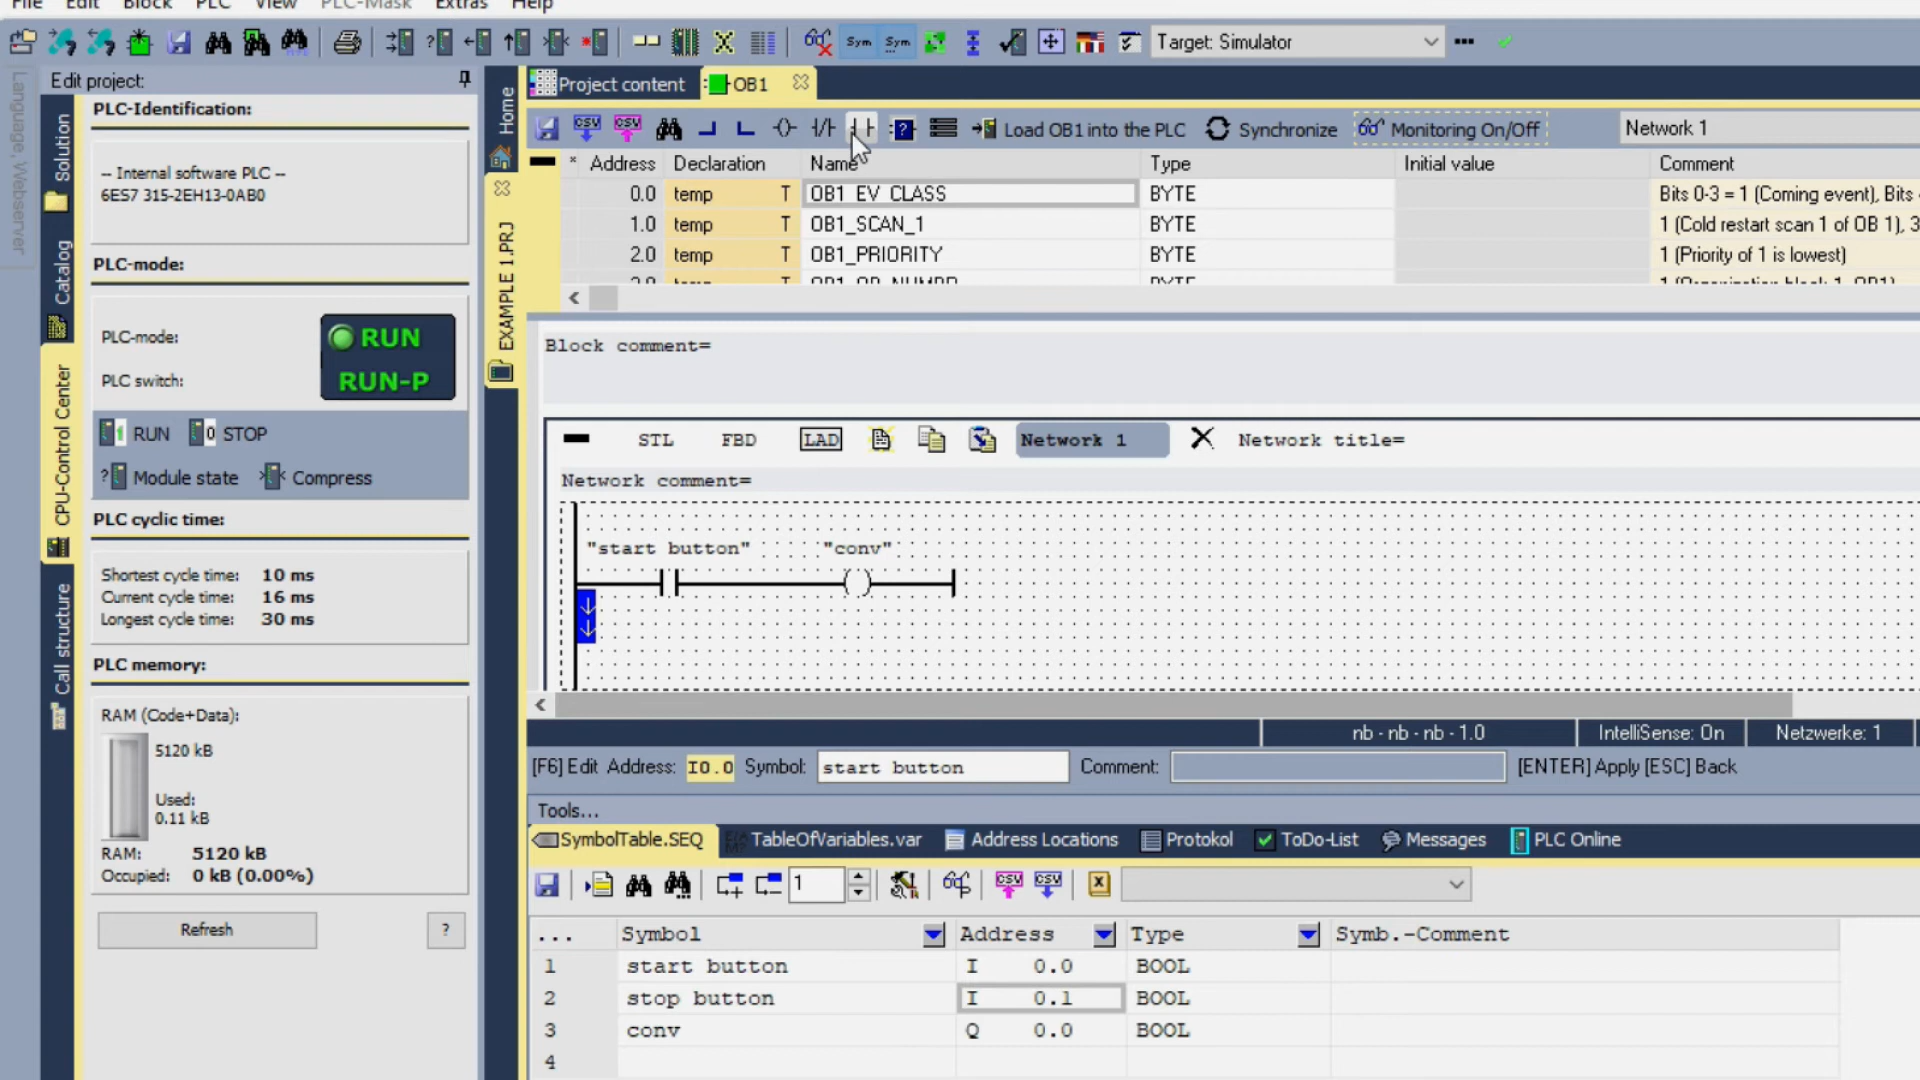 File Edit Block PLC View PLC-Mask Extras Help
Target: Simulator
Edit project:
Project content
OB1
Load OB1 into the PLC
Synchronize
Monitoring On/Off
Network 1
Language, Webserver
Solution
Catalog
CPU-Control Center
Call structure
Home
EXAMPLE 1.PRJ
PLC-Identification:
-- Internal software PLC --
6ES7 315-2EH13-0AB0
PLC-mode:
PLC-mode:
RUN
PLC switch:
RUN-P
RUN STOP
Module state Compress
PLC cyclic time:
Shortest cycle time: 10 ms
Current cycle time: 16 ms
Longest cycle time: 30 ms
PLC memory:
RAM (Code+Data):
5120 kB
Used:
0.11 kB
RAM: 5120 kB
Occupied: 0 kB (0.00%)
Refresh ?
* Address Declaration Name Type Initial value Comment
0.0 temp T OB1_EV_CLASS BYTE Bits 0-3 = 1 (Coming event), Bits
1.0 temp T OB1_SCAN_1 BYTE 1 (Cold restart scan 1 of OB 1), 3
2.0 temp T OB1_PRIORITY BYTE 1 (Priority of 1 is lowest)
Block comment=
STL FBD LAD Network 1 Network title=
Network comment=
"start button" "conv"
nb - nb - nb - 1.0 IntelliSense: On Netzwerke: 1
[F6] Edit Address: I0.0 Symbol: start button Comment: [ENTER] Apply [ESC] Back
Tools...
SymbolTable.SEQ TableOfVariables.var Address Locations Protokol ToDo-List Messages PLC Online
1
... Symbol Address Type Symb.-Comment
1 start button I 0.0 BOOL
2 stop button I 0.1 BOOL
3 conv Q 0.0 BOOL
4